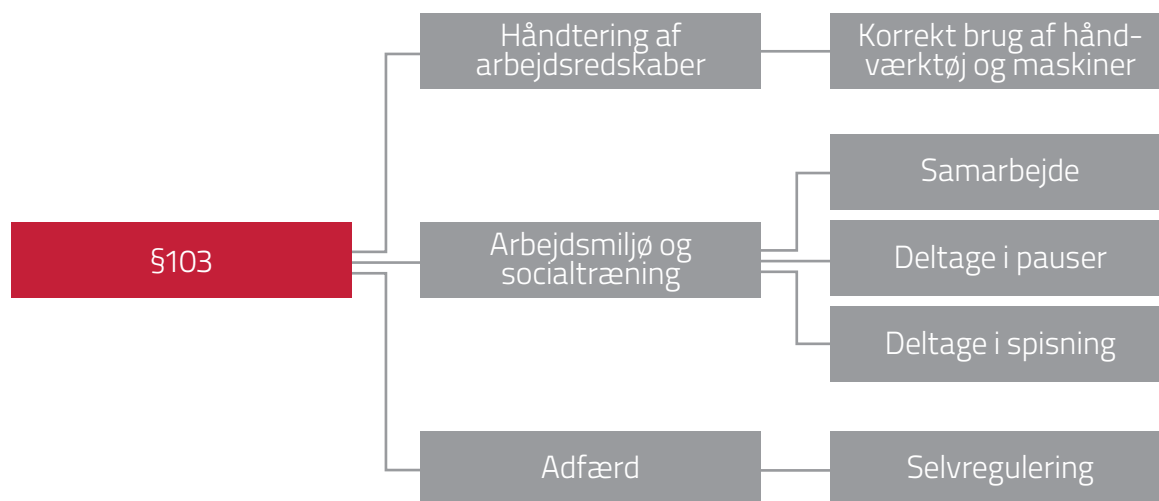 §103
Håndtering af
arbejdsredskaber
Korrekt brug af hånd-
værktøj og maskiner
Arbejdsmiljø og
socialtræning
Samarbejde
Deltage i pauser
Deltage i spisning
Adfærd
Selvregulering